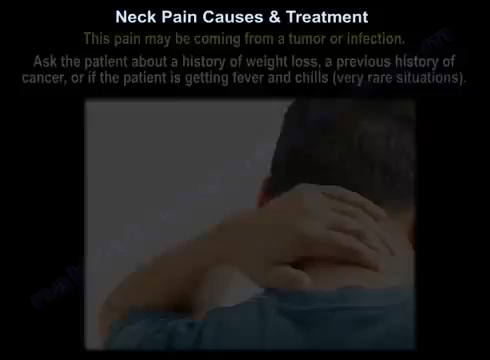 Neck Pain Causes & Treatment
This pain may be coming from a tumor or infection.
Ask the patient about a history of weight loss, a previous history of
cancer, or if the patient is getting fever and chills (very rare situations).